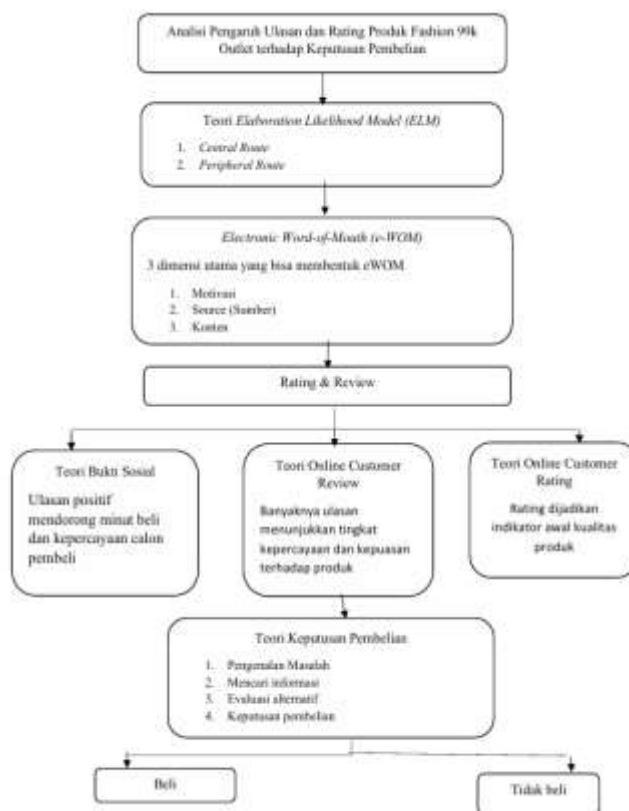 Analisi Pengaruh Ulasan dan Rating Produk Fashion 99k
Outlet terhadap Keputusan Pembelian
Teori Elaboration Likelihood Model (ELM)
1. Central Route
2. Peripheral Route
Electronic Word-of-Mouth (e-WOM)
3 dimensi utama yang bisa membentuk eWOM
1. Motivasi
2. Source (Sumber)
3. Konten
Rating & Review
Teori Bukti Sosial
Ulasan positif
mendorong minat beli
dan kepercayaan calon
pembeli
Teori Online Customer
Review
Banyaknya ulasan
menunjukkan tingkat
kepercayaan dan kepuasan
terhadap produk
Teori Online Customer
Rating
Rating dijadikan
indikator awal kualitas
produk
Teori Keputusan Pembelian
1. Pengenalan Masalah
2. Mencari informasi
3. Evaluasi alternatif
4. Keputusan pembelian
Beli
Tidak beli